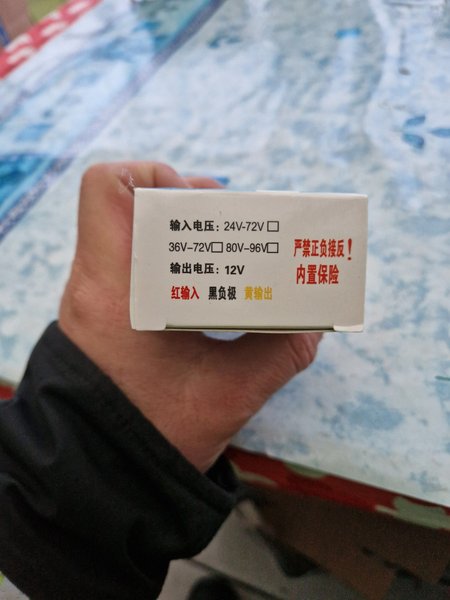 输入电压：24V-72V□
36V-72V□ 80V-96V□
输出电压：12V
红输入 黑负极 黄输出
严禁正负接反！
内置保险